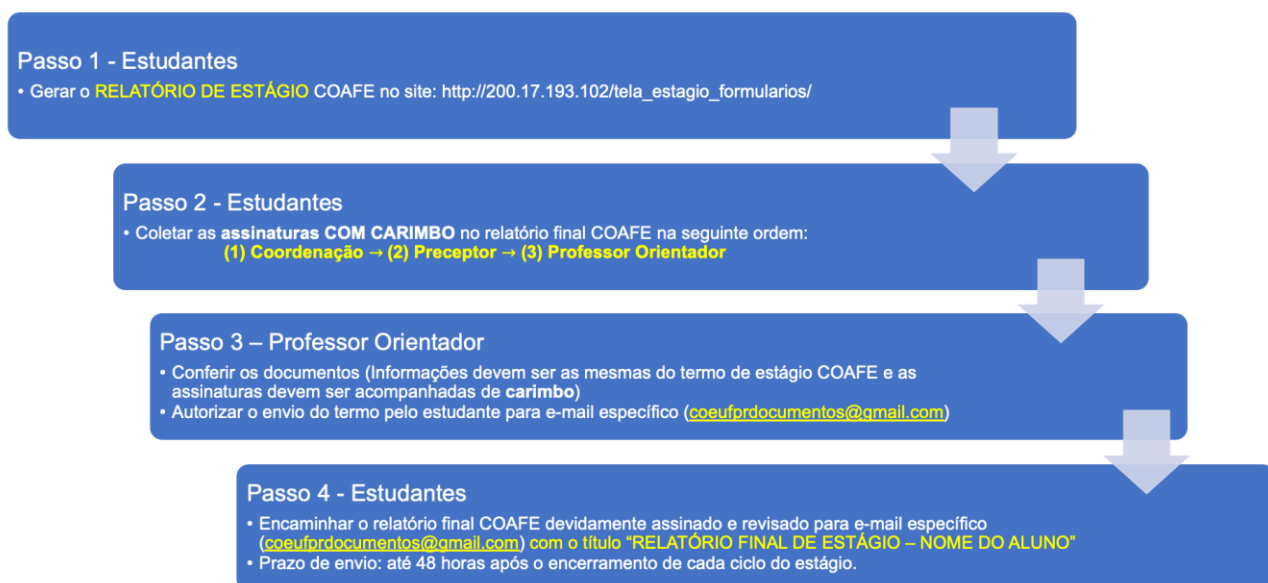 Passo 1 - Estudantes
• Gerar o RELATÓRIO DE ESTÁGIO COAFE no site: http://200.17.193.102/tela_estagio_formularios/
Passo 2 - Estudantes
• Coletar as assinaturas COM CARIMBO no relatório final COAFE na seguinte ordem:
(1) Coordenação → (2) Preceptor → (3) Professor Orientador
Passo 3 – Professor Orientador
• Conferir os documentos (Informações devem ser as mesmas do termo de estágio COAFE e as
assinaturas devem ser acompanhadas de carimbo)
• Autorizar o envio do termo pelo estudante para e-mail específico (coeufprdocumentos@gmail.com)
Passo 4 - Estudantes
• Encaminhar o relatório final COAFE devidamente assinado e revisado para e-mail específico
(coeufprdocumentos@gmail.com) com o título “RELATÓRIO FINAL DE ESTÁGIO – NOME DO ALUNO”
• Prazo de envio: até 48 horas após o encerramento de cada ciclo do estágio.